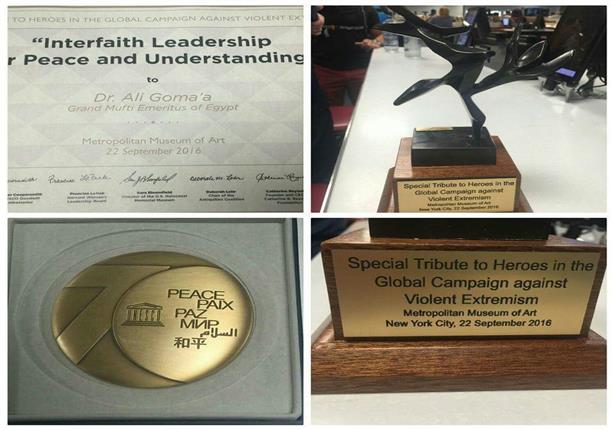 TO HEROES IN THE GLOBAL CAMPAIGN AGAINST VIOLENT
“Interfaith Leadership
Peace and Understanding
to
Dr. Ali Goma'a
Grand Mufti Emeritus of Egypt
Metropolitan Museum of Art
22 September 2016
Special Tribute to Heroes in the
Global Campaign against
Violent Extremism
Metropolitan Museum of Art
New York City, 22 September 2016
70
PEACE
PAIX
PAZ
МИР
السلام
和平
Special Tribute to Heroes in the
Global Campaign against
Violent Extremism
Metropolitan Museum of Art
New York City, 22 September 2016